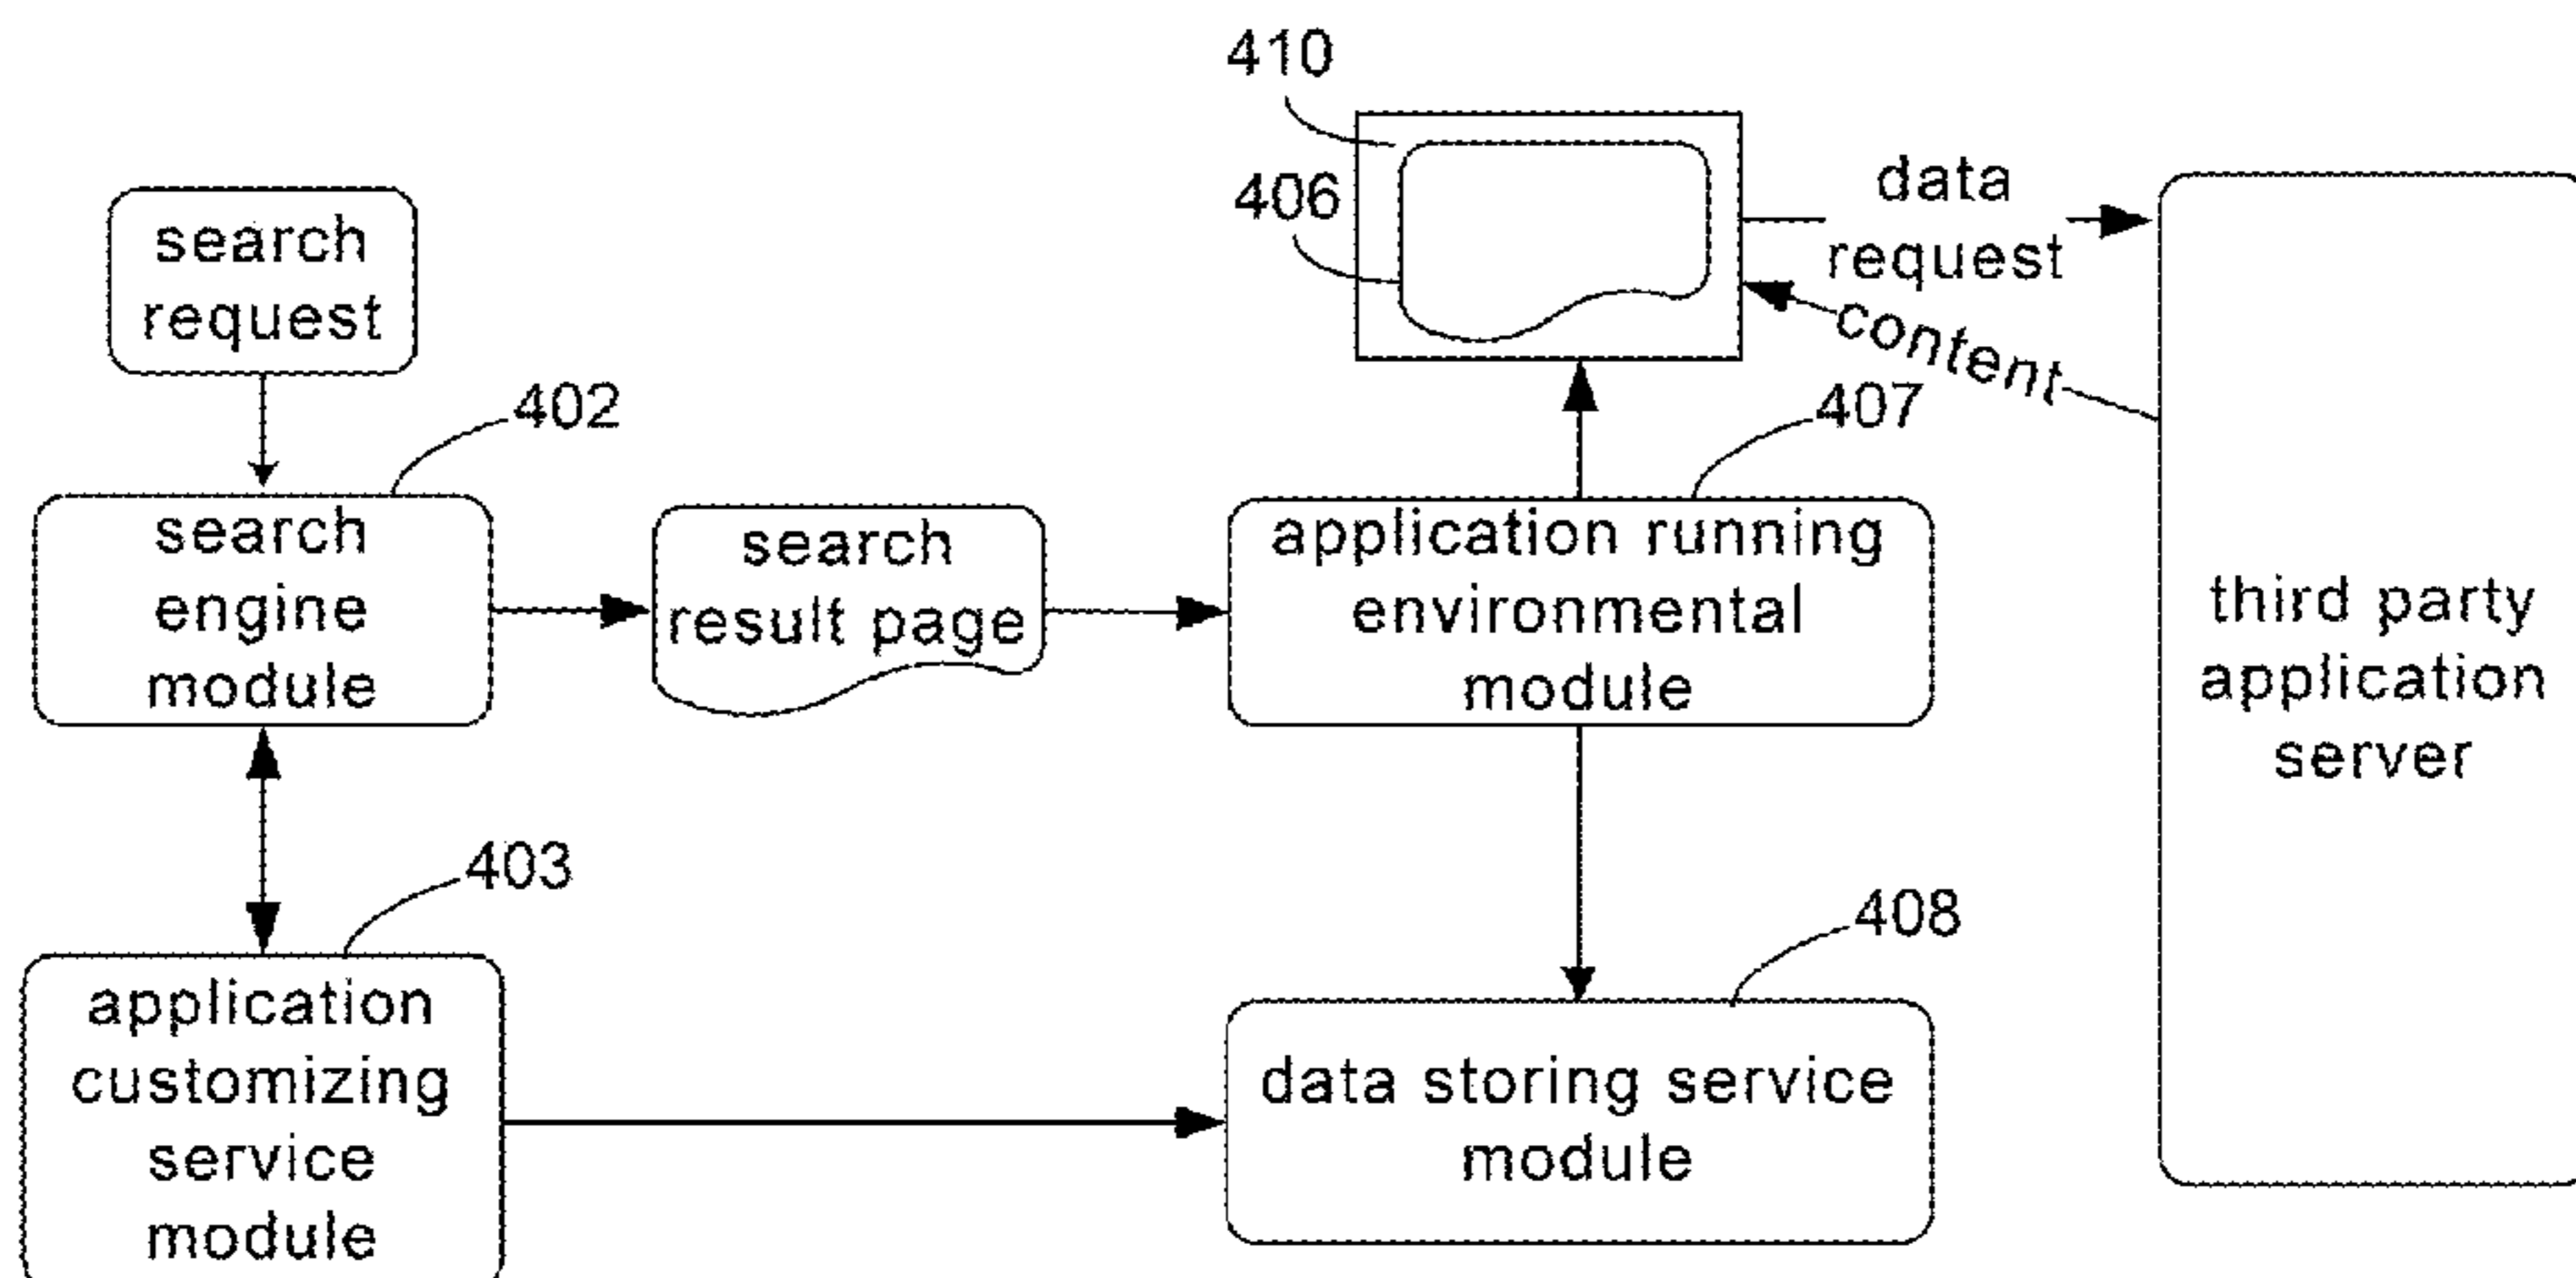 410
406
data
request
content
search
request
402
407
search
engine
module
search
result page
application running
environmental
module
third party
application
server
403
408
application
customizing
service
module
data storing service
module